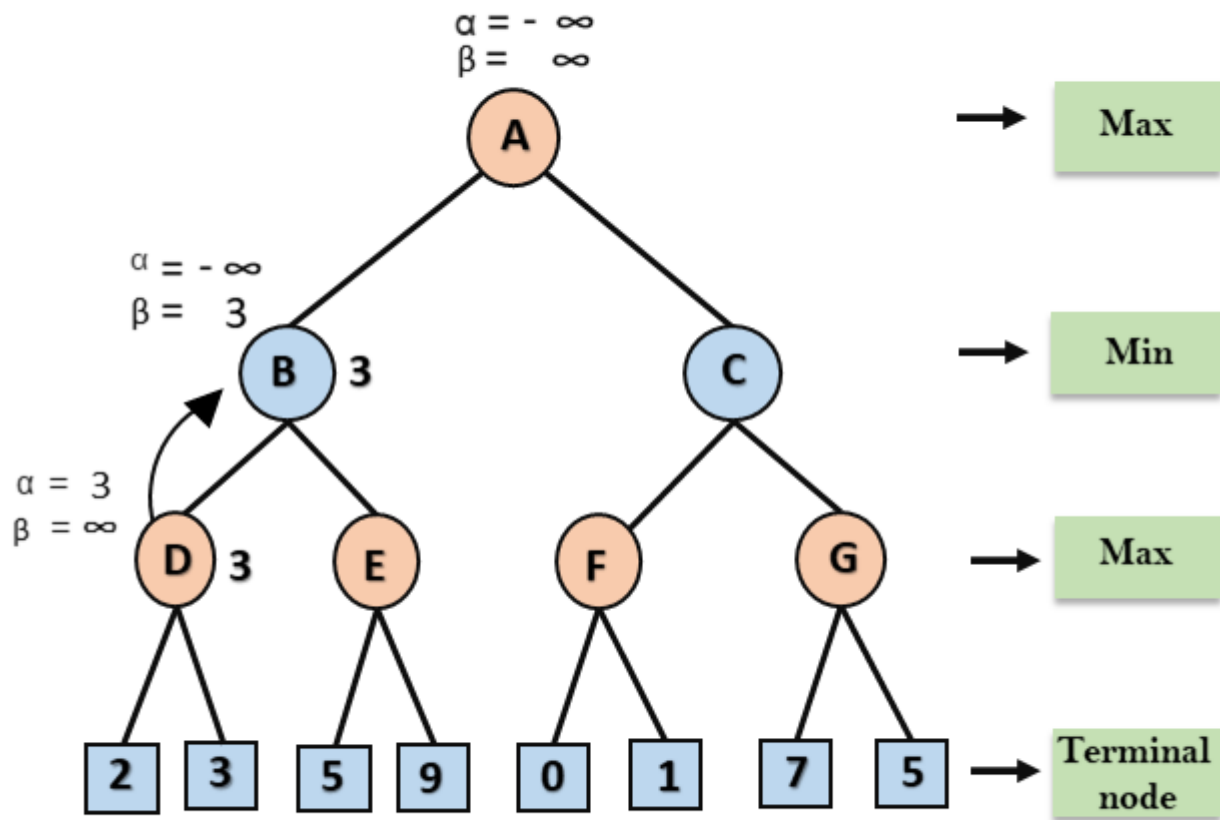 α = - ∞
β = ∞
A
Max
α = - ∞
β = 3
B 3
C
Min
α = 3
β = ∞
D 3
E
F
G
Max
2 3 5 9 0 1 7 5
Terminal
node